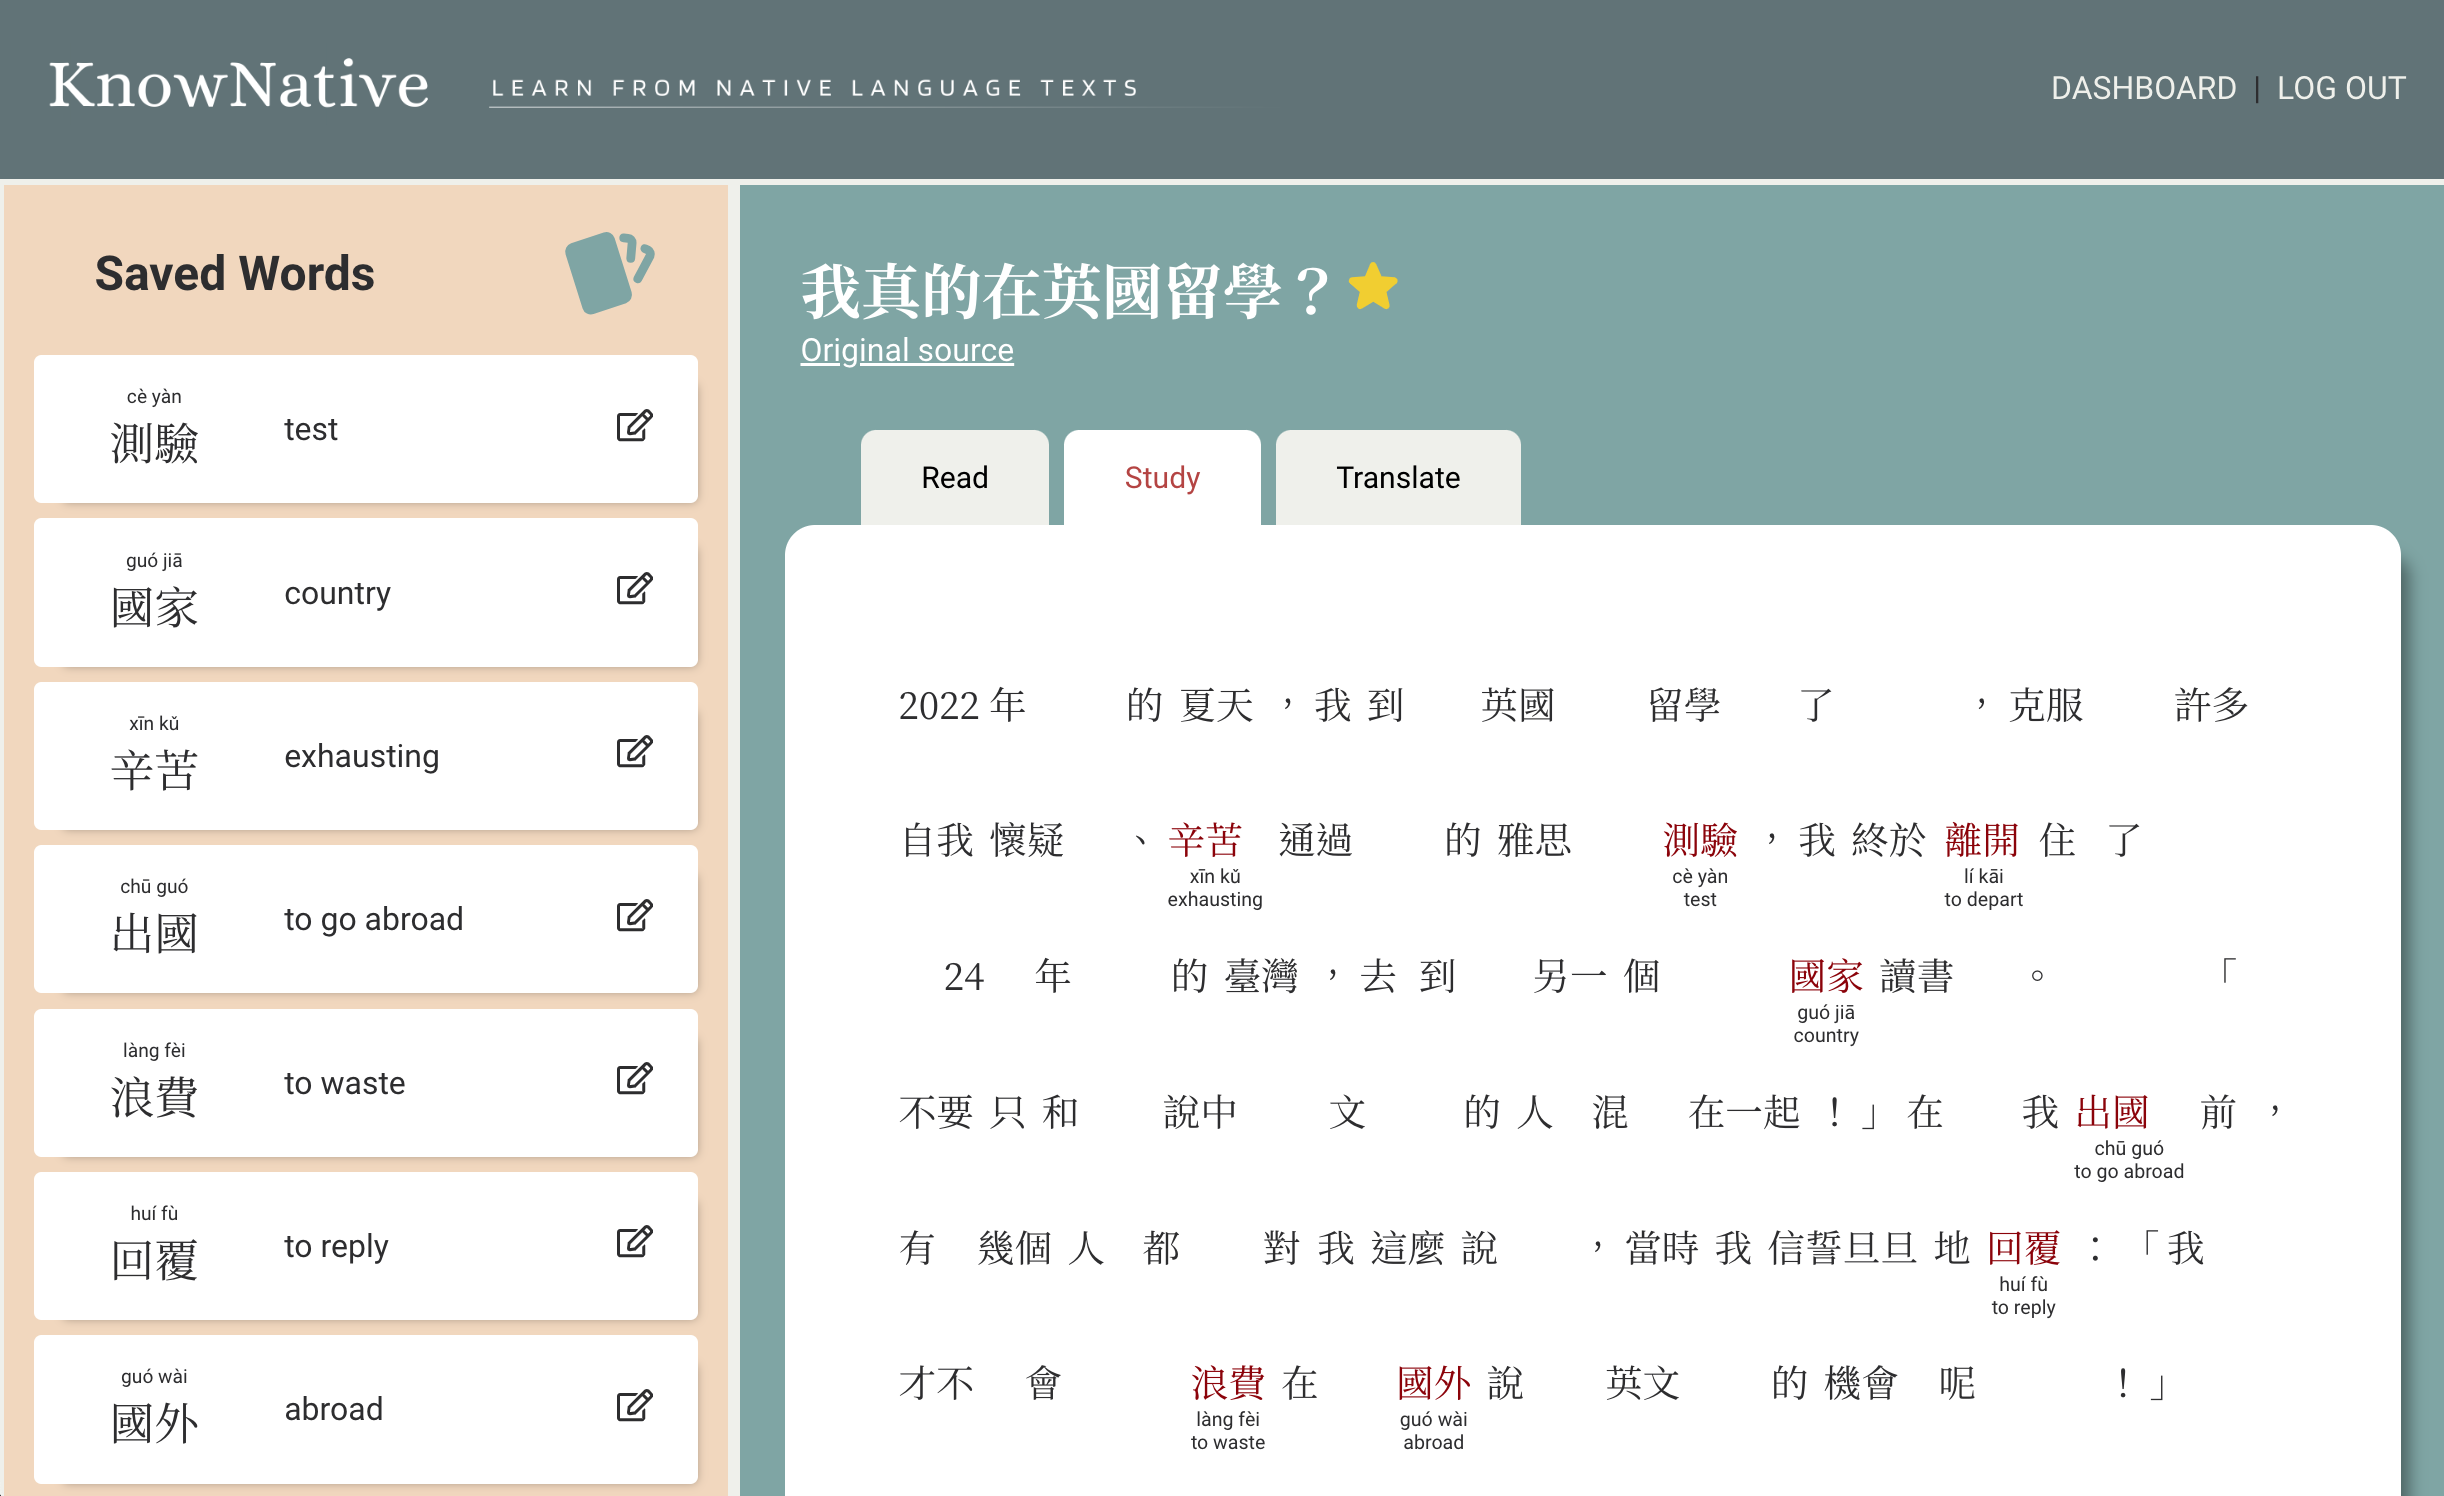 KnowNative
LEARN FROM NATIVE LANGUAGE TEXTS
DASHBOARD | LOG OUT
Saved Words
cè yàn
測驗
test
guó jiā
國家
country
xīn kǔ
辛苦
exhausting
chū guó
出國
to go abroad
làng fèi
浪費
to waste
huí fù
回覆
to reply
guó wài
國外
abroad
我真的在英國留學？
Original source
Read
Study
Translate
2022 年 的 夏天 ，我 到 英國 留學 了 ，克服 許多
自我 懷疑 、辛苦 通過 的 雅思 測驗 ，我 終於 離開 住 了
xīn kǔ cè yàn lí kāi
exhausting test to depart
24 年 的 臺灣 ，去 到 另一 個 國家 讀書 。 「
guó jiā
country
不要 只 和 說中 文 的 人 混 在一起 ！」在 我 出國 前 ，
chū guó
to go abroad
有 幾個 人 都 對 我 這麼 說 ，當時 我 信誓旦旦 地 回覆 ：「我
huí fù
to reply
才不 會 浪費 在 國外 說 英文 的 機會 呢 ！」
làng fèi guó wài
to waste abroad